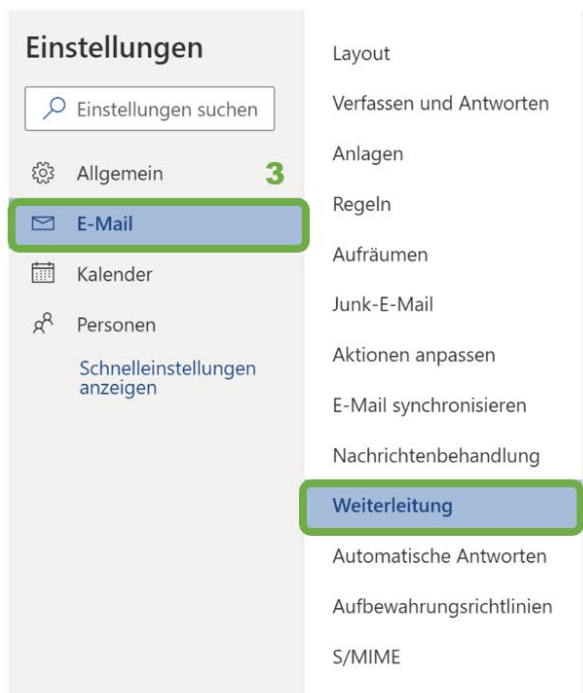 Einstellungen
Einstellungen suchen
Allgemein
3
E-Mail
Kalender
Personen
Schnelleinstellungen
anzeigen
Layout
Verfassen und Antworten
Anlagen
Regeln
Aufräumen
Junk-E-Mail
Aktionen anpassen
E-Mail synchronisieren
Nachrichtenbehandlung
Weiterleitung
Automatische Antworten
Aufbewahrungsrichtlinien
S/MIME